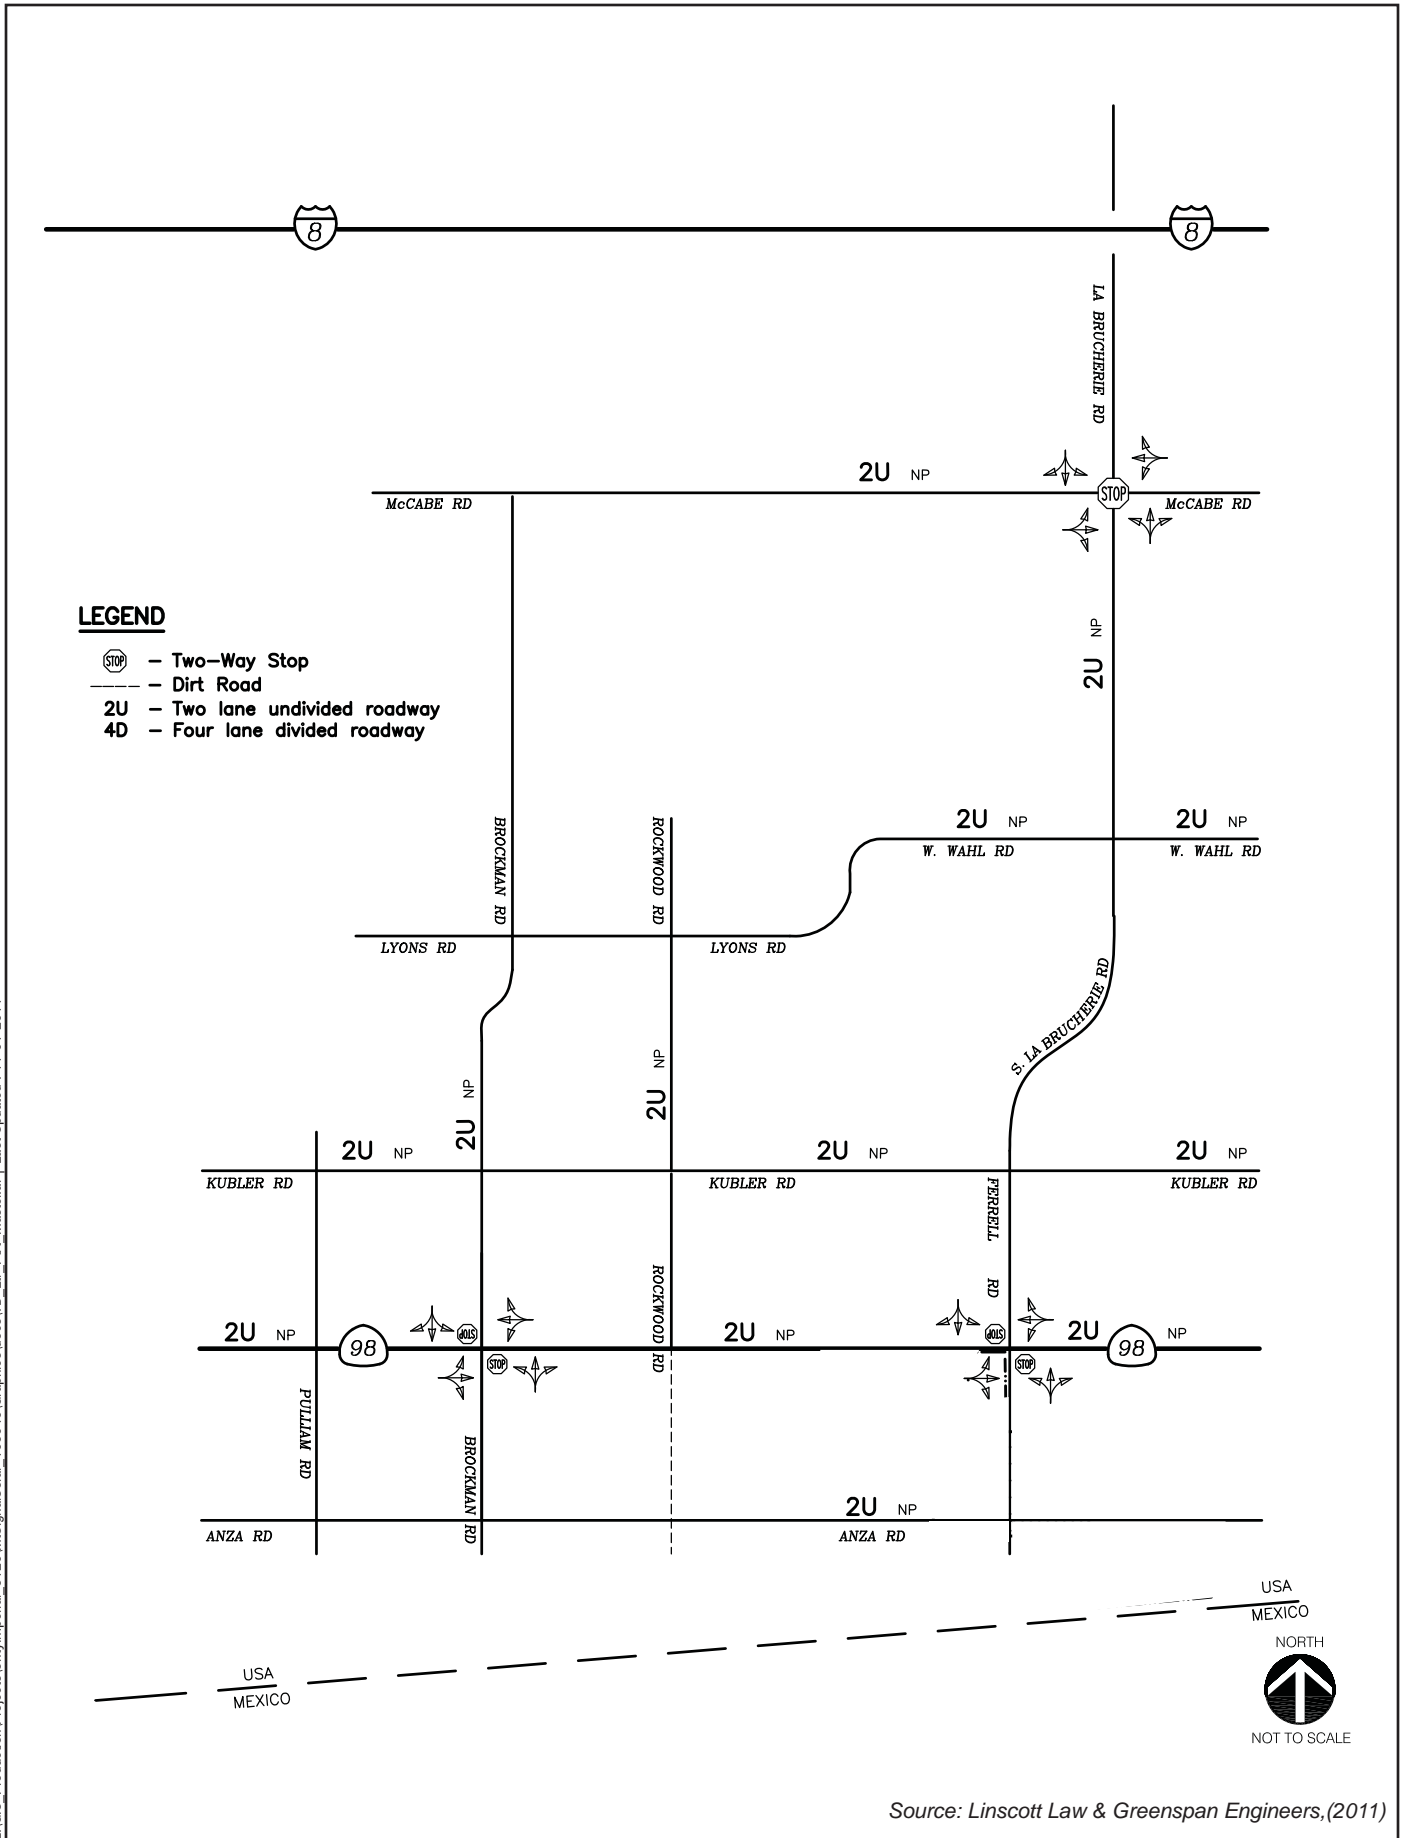 8
8
LA BRUCHERIE RD
2U NP
McCABE RD
STOP
McCABE RD
LEGEND
STOP – Two–Way Stop
– Dirt Road
2U – Two lane undivided roadway
4D – Four lane divided roadway
2U NP
BROCKMAN RD
ROCKWOOD RD
2U NP
2U NP
W. WAHL RD
W. WAHL RD
LYONS RD
LYONS RD
S. LA BRUCHERIE RD
2U NP
2U NP
2U NP
2U NP
2U NP
KUBLER RD
KUBLER RD
KUBLER RD
FERRELL RD
ROCKWOOD RD
2U NP
98
STOP
STOP
2U NP
STOP
STOP
2U
98
NP
PULLIAM RD
BROCKMAN RD
2U NP
ANZA RD
ANZA RD
USA
MEXICO
USA
MEXICO
NORTH
NOT TO SCALE
Source: Linscott Law & Greenspan Engineers,(2011)